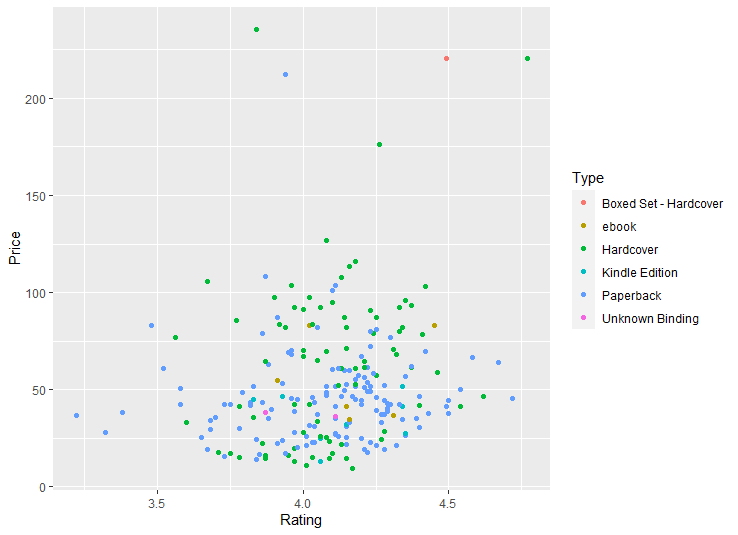 Price
200
150
100
50
0
3.5
4.0
4.5
Rating
Type
Boxed Set - Hardcover
ebook
Hardcover
Kindle Edition
Paperback
Unknown Binding